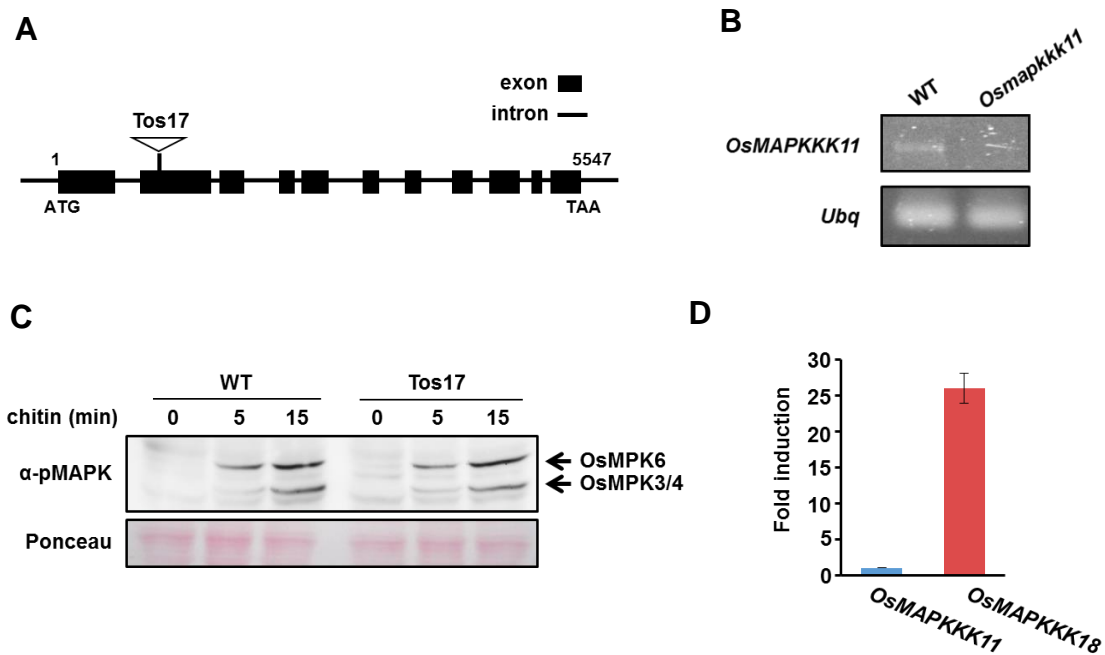 A
exon
intron
Tos17
1
5547
ATG
TAA
B
WT
Osmapkkk11
OsMAPKKK11
Ubq
C
WT
Tos17
chitin (min)
0
5
15
0
5
15
α-pMAPK
OsMPK6
OsMPK3/4
Ponceau
D
Fold induction
30
25
20
15
10
5
0
OsMAPKKK11
OsMAPKKK18